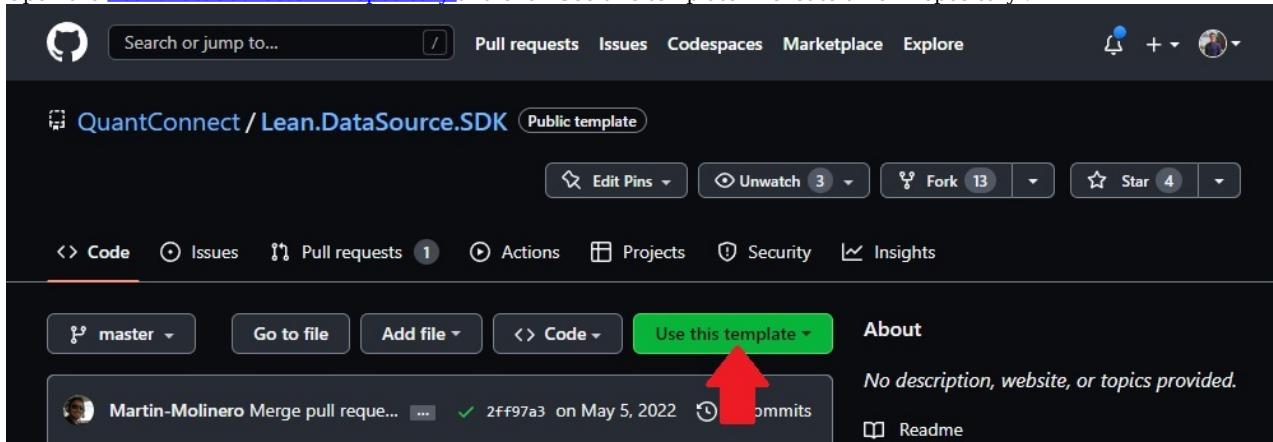 Search or jump to... / Pull requests Issues Codespaces Marketplace Explore
QuantConnect / Lean.DataSource.SDK Public template
Edit Pins Unwatch 3 Fork 13 Star 4
<> Code Issues Pull requests 1 Actions Projects Security Insights
master Go to file Add file <> Code Use this template About
No description, website, or topics provided.
Martin-Molinero Merge pull reque... ... 2ff97a3 on May 5, 2022
Readme